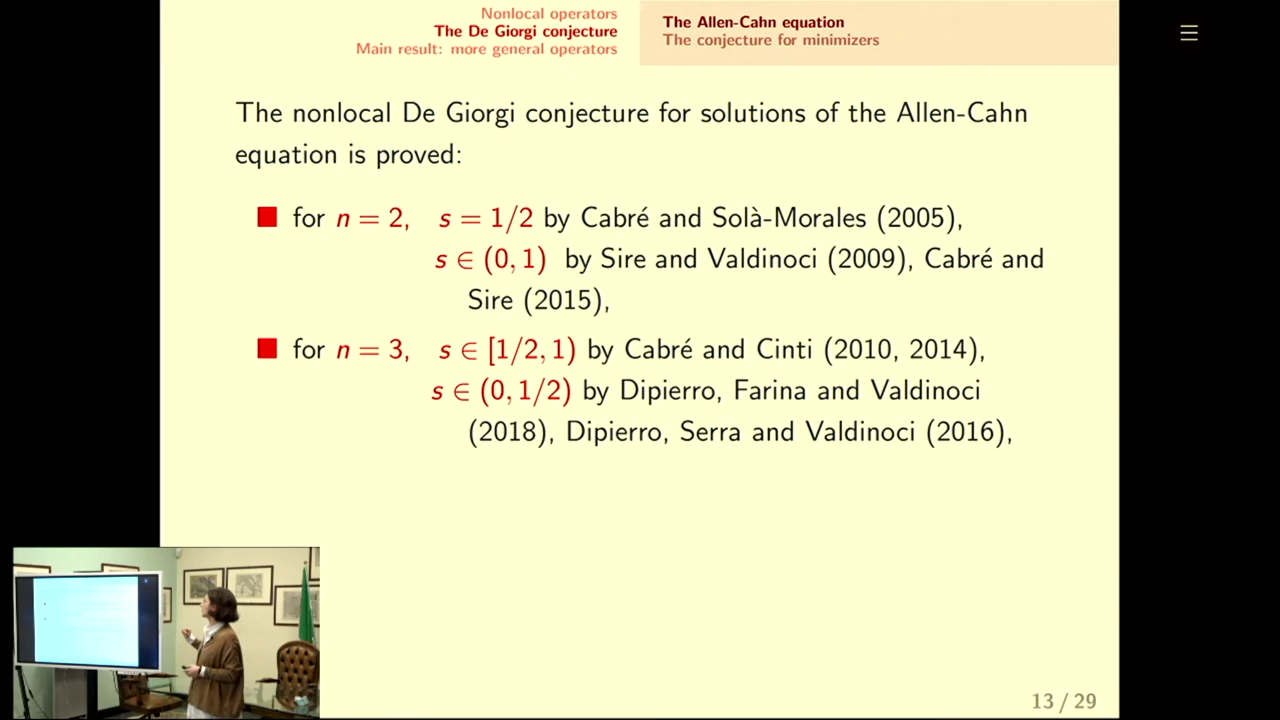 Nonlocal operators
The De Giorgi conjecture
Main result: more general operators
The Allen-Cahn equation
The conjecture for minimizers
The nonlocal De Giorgi conjecture for solutions of the Allen-Cahn
equation is proved:
for n = 2, s = 1/2 by Cabré and Solà-Morales (2005),
s ∈ (0, 1) by Sire and Valdinoci (2009), Cabré and
Sire (2015),
for n = 3, s ∈ [1/2, 1) by Cabré and Cinti (2010, 2014),
s ∈ (0, 1/2) by Dipierro, Farina and Valdinoci
(2018), Dipierro, Serra and Valdinoci (2016),
13 / 29